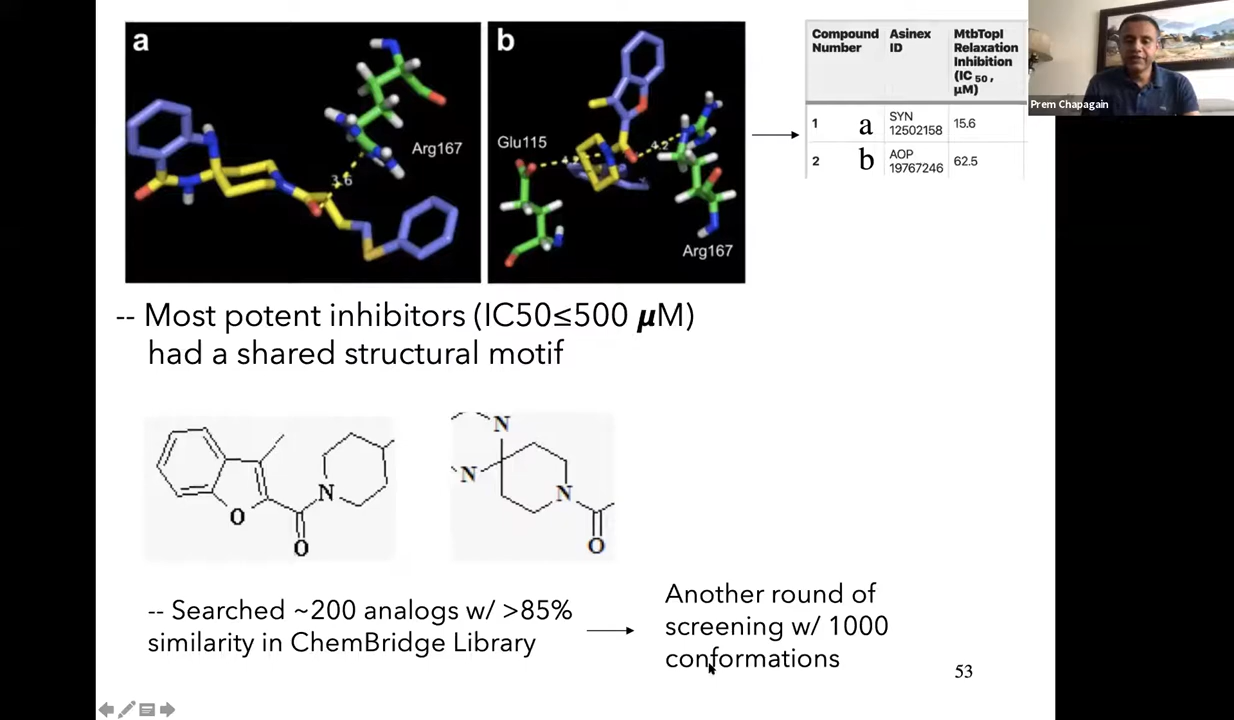 a
Arg167
3.6
b
Glu115
4.2
Arg167
Compound Number
Asinex ID
MtbTopI Relaxation Inhibition (IC 50, µM)
1 a SYN 12502158 15.6
2 b AOP 19767246 62.5
Prem Chapagain
-- Most potent inhibitors (IC50≤500 μM)
had a shared structural motif
O
N
O
N
N
N
O
-- Searched ~200 analogs w/ >85%
similarity in ChemBridge Library
Another round of
screening w/ 1000
conformations
53